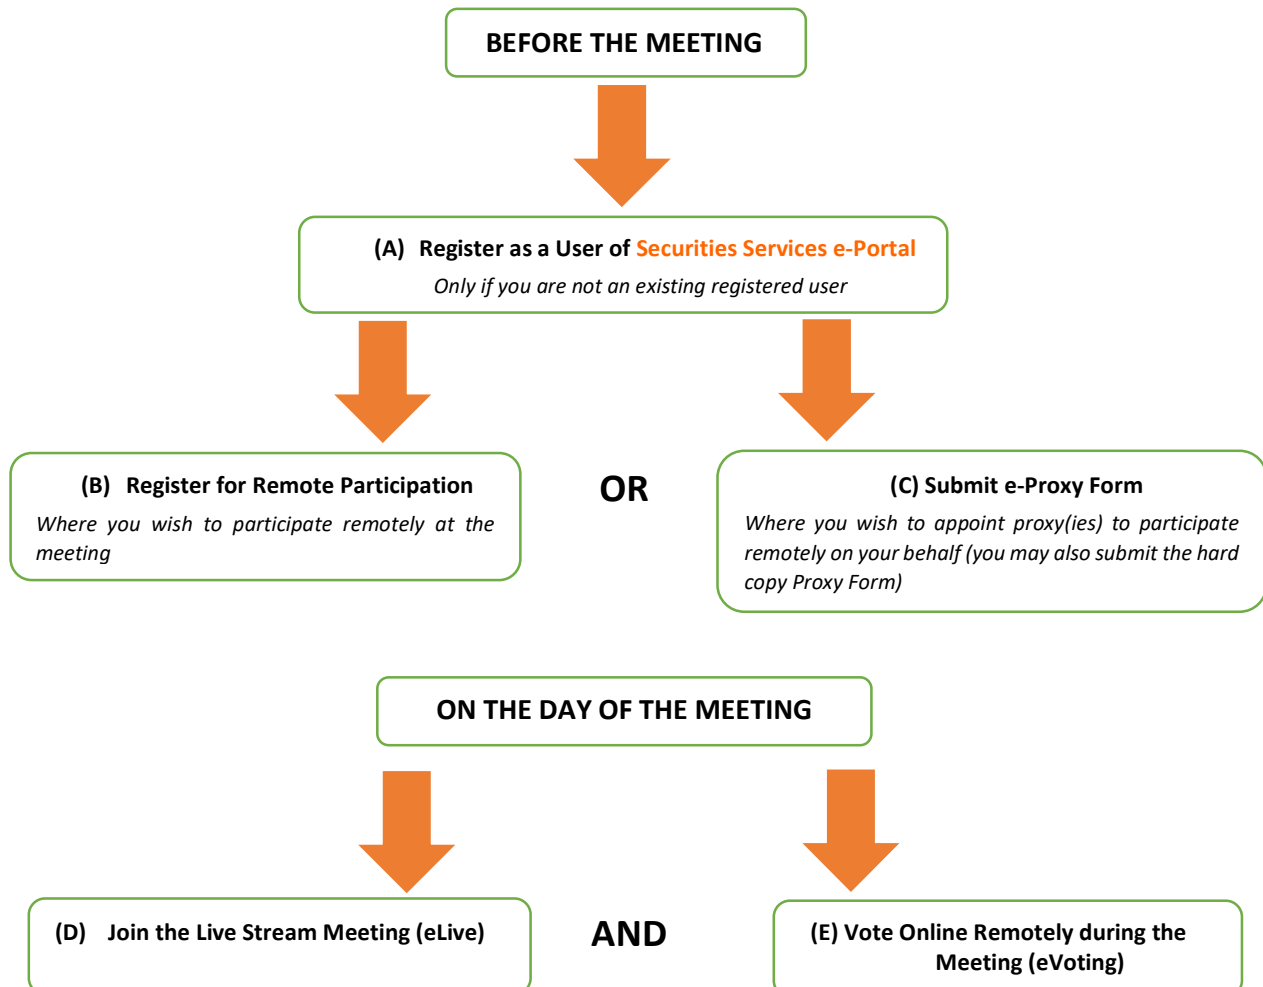 BEFORE THE MEETING
(A) Register as a User of Securities Services e-Portal
Only if you are not an existing registered user
(B) Register for Remote Participation
Where you wish to participate remotely at the
meeting
OR
(C) Submit e-Proxy Form
Where you wish to appoint proxy(ies) to participate
remotely on your behalf (you may also submit the hard
copy Proxy Form)
ON THE DAY OF THE MEETING
(D) Join the Live Stream Meeting (eLive)
AND
(E) Vote Online Remotely during the
Meeting (eVoting)